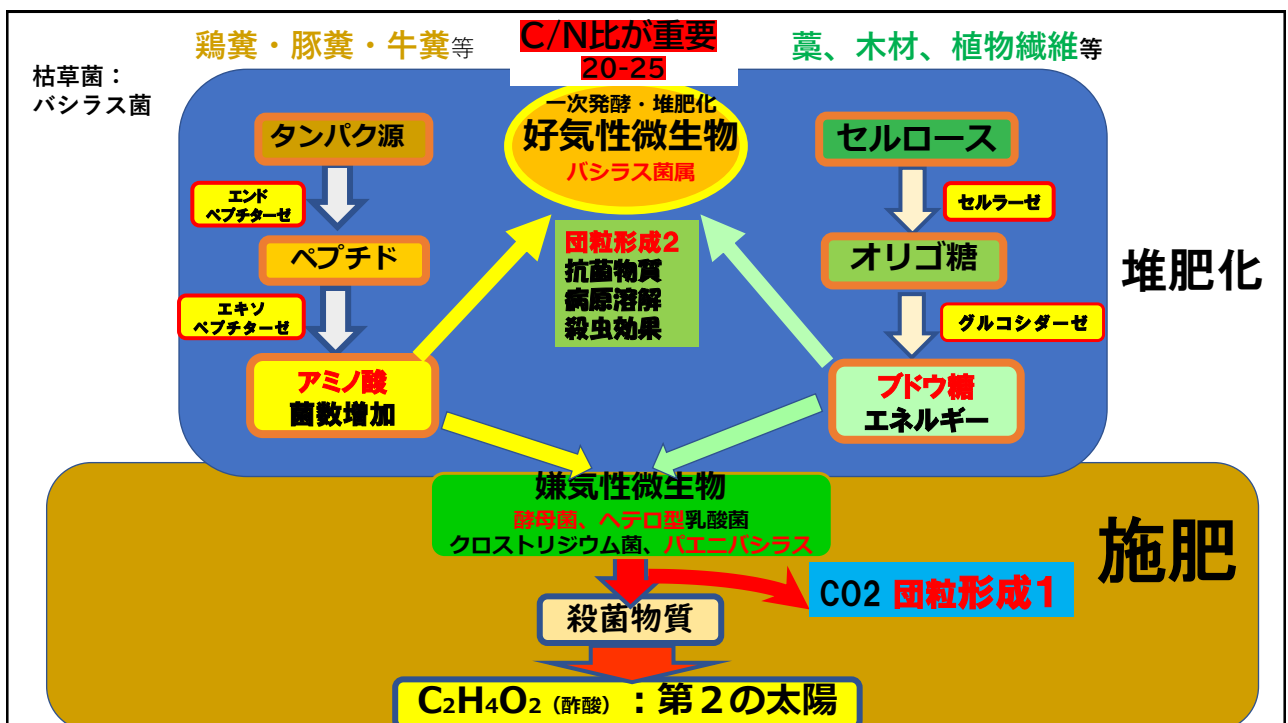 鶏糞・豚糞・牛糞等
C/N比が重要
20-25
藁、木材、植物繊維等
枯草菌：
バシラス菌
一次発酵・堆肥化
好気性微生物
バシラス菌属
タンパク源
エンド
ペプチターゼ
ペプチド
エキソ
ペプチターゼ
アミノ酸
菌数増加
団粒形成2
抗菌物質
病原溶解
殺虫効果
セルロース
セルラーゼ
オリゴ糖
グルコシダーゼ
ブドウ糖
エネルギー
堆肥化
嫌気性微生物
酵母菌、ヘテロ型乳酸菌
クロストリジウム菌、パエニバシラス
施肥
CO2 団粒形成1
殺菌物質
C₂H₄O₂（酢酸）：第２の太陽